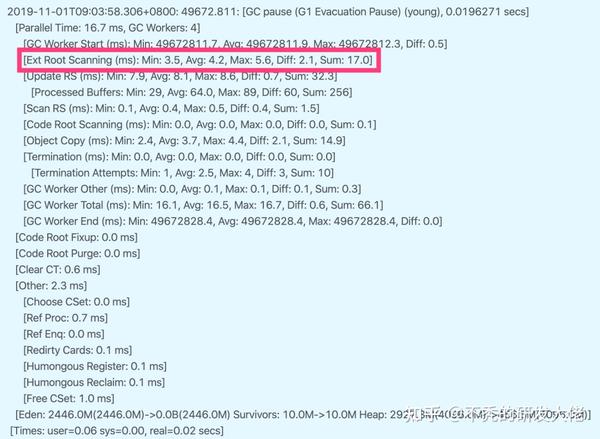 2019-11-01T09:03:58.306+0800: 49672.811: [GC pause (G1 Evacuation Pause) (young), 0.0196271 secs]
[Parallel Time: 16.7 ms, GC Workers: 4]
[GC Worker Start (ms): Min: 49672811.7, Avg: 49672811.9, Max: 49672812.3, Diff: 0.5]
[Ext Root Scanning (ms): Min: 3.5, Avg: 4.2, Max: 5.6, Diff: 2.1, Sum: 17.0]
[Update RS (ms): Min: 7.9, Avg: 8.1, Max: 8.6, Diff: 0.7, Sum: 32.3]
[Processed Buffers: Min: 29, Avg: 64.0, Max: 89, Diff: 60, Sum: 256]
[Scan RS (ms): Min: 0.1, Avg: 0.4, Max: 0.5, Diff: 0.4, Sum: 1.5]
[Code Root Scanning (ms): Min: 0.0, Avg: 0.0, Max: 0.0, Diff: 0.0, Sum: 0.1]
[Object Copy (ms): Min: 2.4, Avg: 3.7, Max: 4.4, Diff: 2.1, Sum: 14.9]
[Termination (ms): Min: 0.0, Avg: 0.0, Max: 0.0, Diff: 0.0, Sum: 0.0]
[Termination Attempts: Min: 1, Avg: 2.5, Max: 4, Diff: 3, Sum: 10]
[GC Worker Other (ms): Min: 0.0, Avg: 0.1, Max: 0.1, Diff: 0.1, Sum: 0.3]
[GC Worker Total (ms): Min: 16.1, Avg: 16.5, Max: 16.7, Diff: 0.6, Sum: 66.1]
[GC Worker End (ms): Min: 49672828.4, Avg: 49672828.4, Max: 49672828.4, Diff: 0.0]
[Code Root Fixup: 0.0 ms]
[Code Root Purge: 0.0 ms]
[Clear CT: 0.6 ms]
[Other: 2.3 ms]
[Choose CSet: 0.0 ms]
[Ref Proc: 0.7 ms]
[Ref Enq: 0.0 ms]
[Redirty Cards: 0.1 ms]
[Humongous Register: 0.1 ms]
[Humongous Reclaim: 0.1 ms]
[Free CSet: 1.0 ms]
[Eden: 2446.0M(2446.0M)->0.0B(2446.0M) Survivors: 10.0M->10.0M Heap:
知乎 @不秃的研发大佬
[Times: user=0.06 sys=0.00, real=0.02 secs]